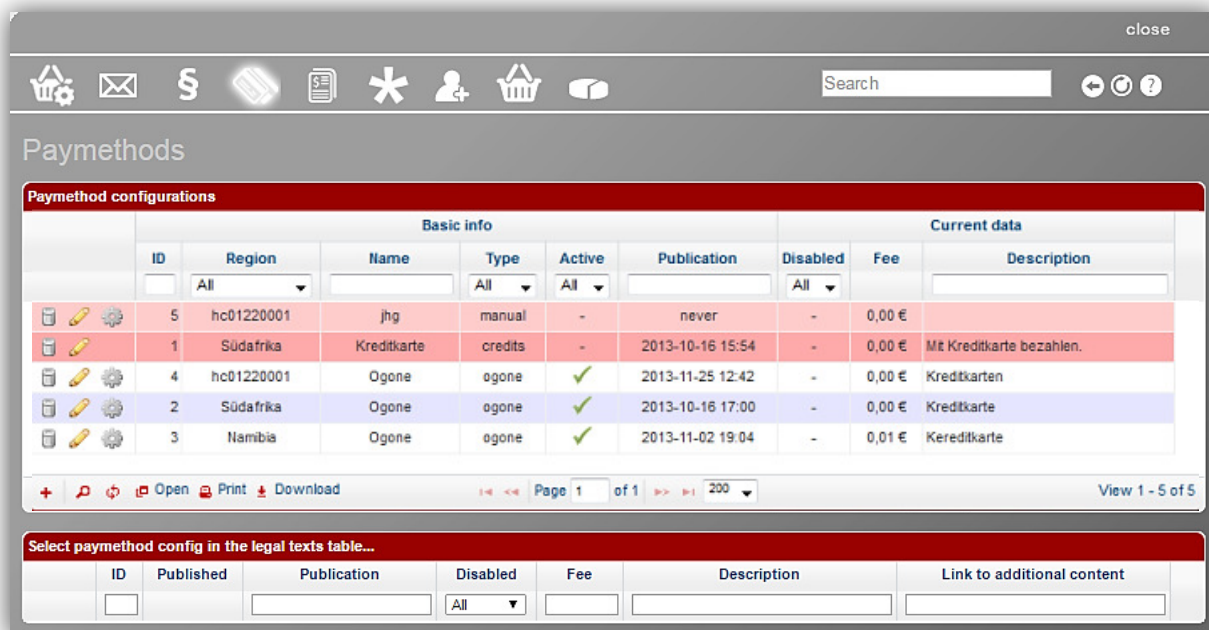 close
§ Search ?
Paymethods
Paymethod configurations
Basic info Current data
ID Region Name Type Active Publication Disabled Fee Description
All All All All
5 hc01220001 jhg manual - never - 0,00 €
1 Südafrika Kreditkarte credits - 2013-10-16 15:54 - 0,00 € Mit Kreditkarte bezahlen.
4 hc01220001 Ogone ogone ✓ 2013-11-25 12:42 - 0,00 € Kreditkarten
2 Südafrika Ogone ogone ✓ 2013-10-16 17:00 - 0,00 € Kreditkarte
3 Namibia Ogone ogone ✓ 2013-11-02 19:04 - 0,01 € Kereditkarte
+ Open Print Download Page 1 of 1 200 View 1 - 5 of 5
Select paymethod config in the legal texts table...
ID Published Publication Disabled Fee Description Link to additional content
All